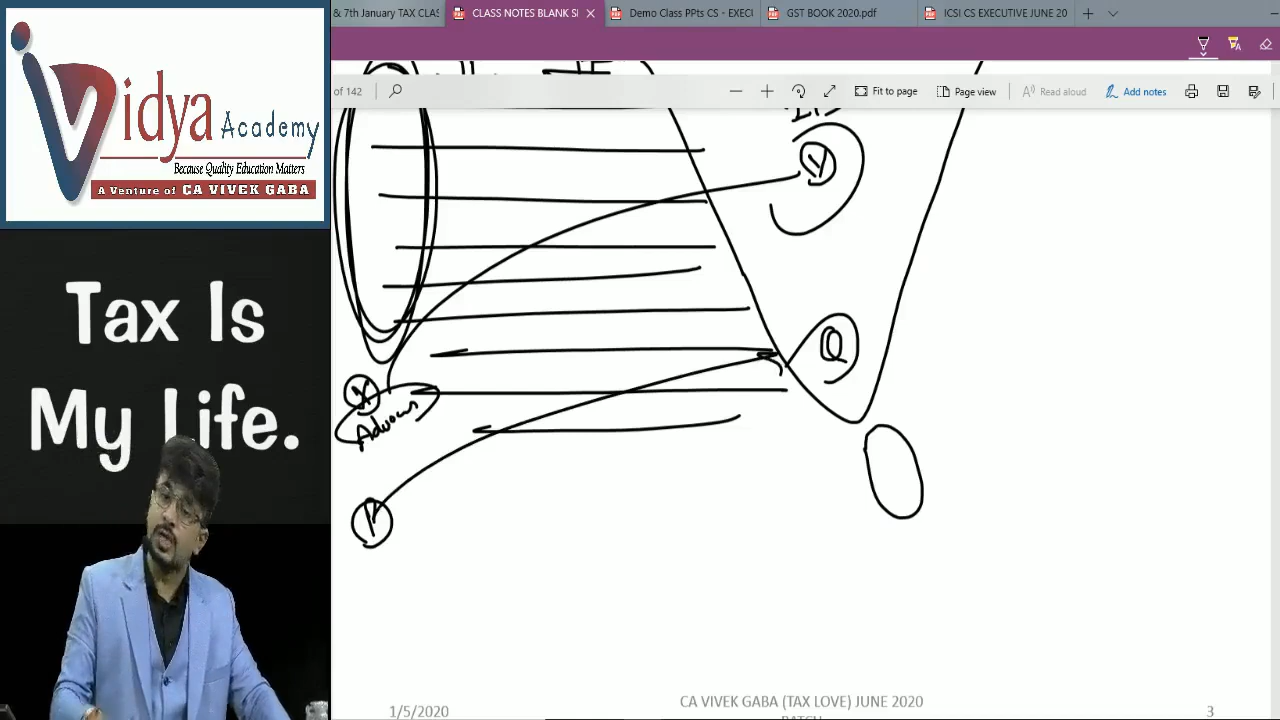 & 7th January TAX CLAS
CLASS NOTES BLANK SI
Demo Class PPts CS - EXECU
GST BOOK 2020.pdf
ICSI CS EXECUTIVE JUNE 20
of 142
Fit to page
Page view
Read aloud
Add notes
Vidya Academy
Because Quality Education Matters
A Venture of CA VIVEK GABA
Tax Is
My Life.
Y
Q
X
P
1/5/2020
CA VIVEK GABA (TAX LOVE) JUNE 2020
BATCH
3